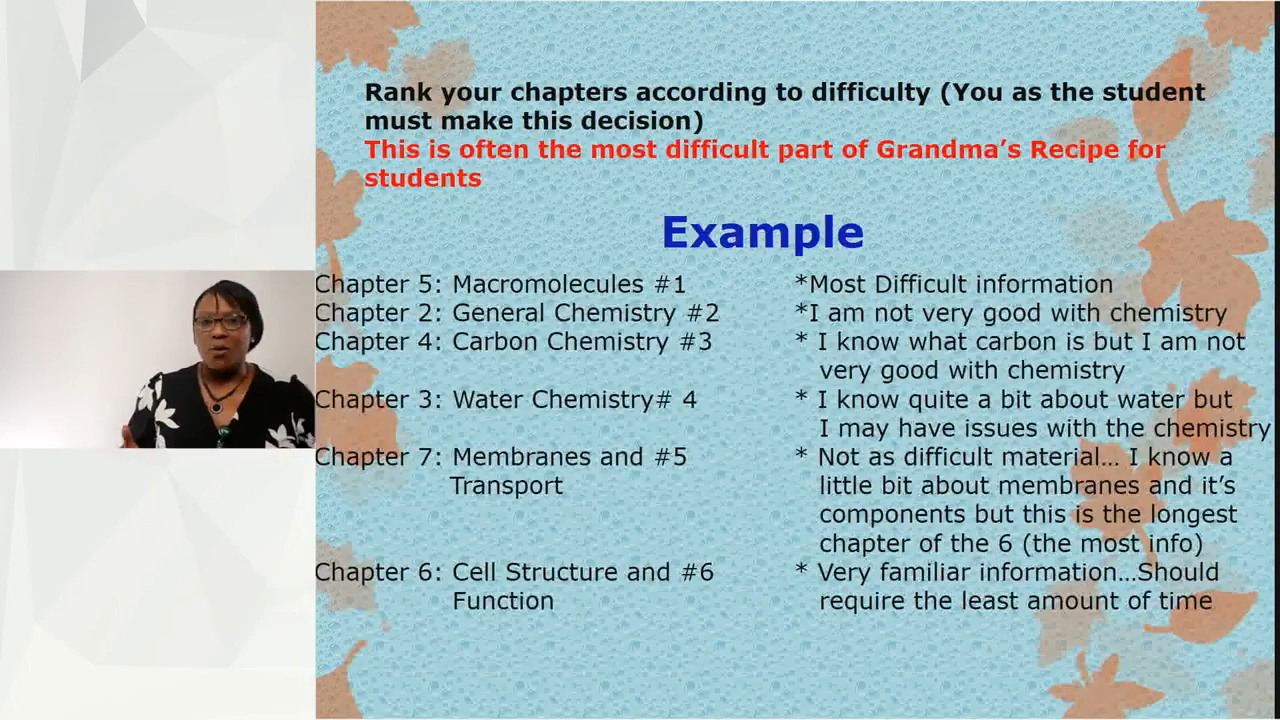 Rank your chapters according to difficulty (You as the student
must make this decision)
This is often the most difficult part of Grandma’s Recipe for
students
Example
Chapter 5: Macromolecules #1 *Most Difficult information
Chapter 2: General Chemistry #2 *I am not very good with chemistry
Chapter 4: Carbon Chemistry #3 * I know what carbon is but I am not
very good with chemistry
Chapter 3: Water Chemistry# 4 * I know quite a bit about water but
I may have issues with the chemistry
Chapter 7: Membranes and #5 * Not as difficult material... I know a
Transport little bit about membranes and it’s
components but this is the longest
chapter of the 6 (the most info)
Chapter 6: Cell Structure and #6 * Very familiar information...Should
Function require the least amount of time